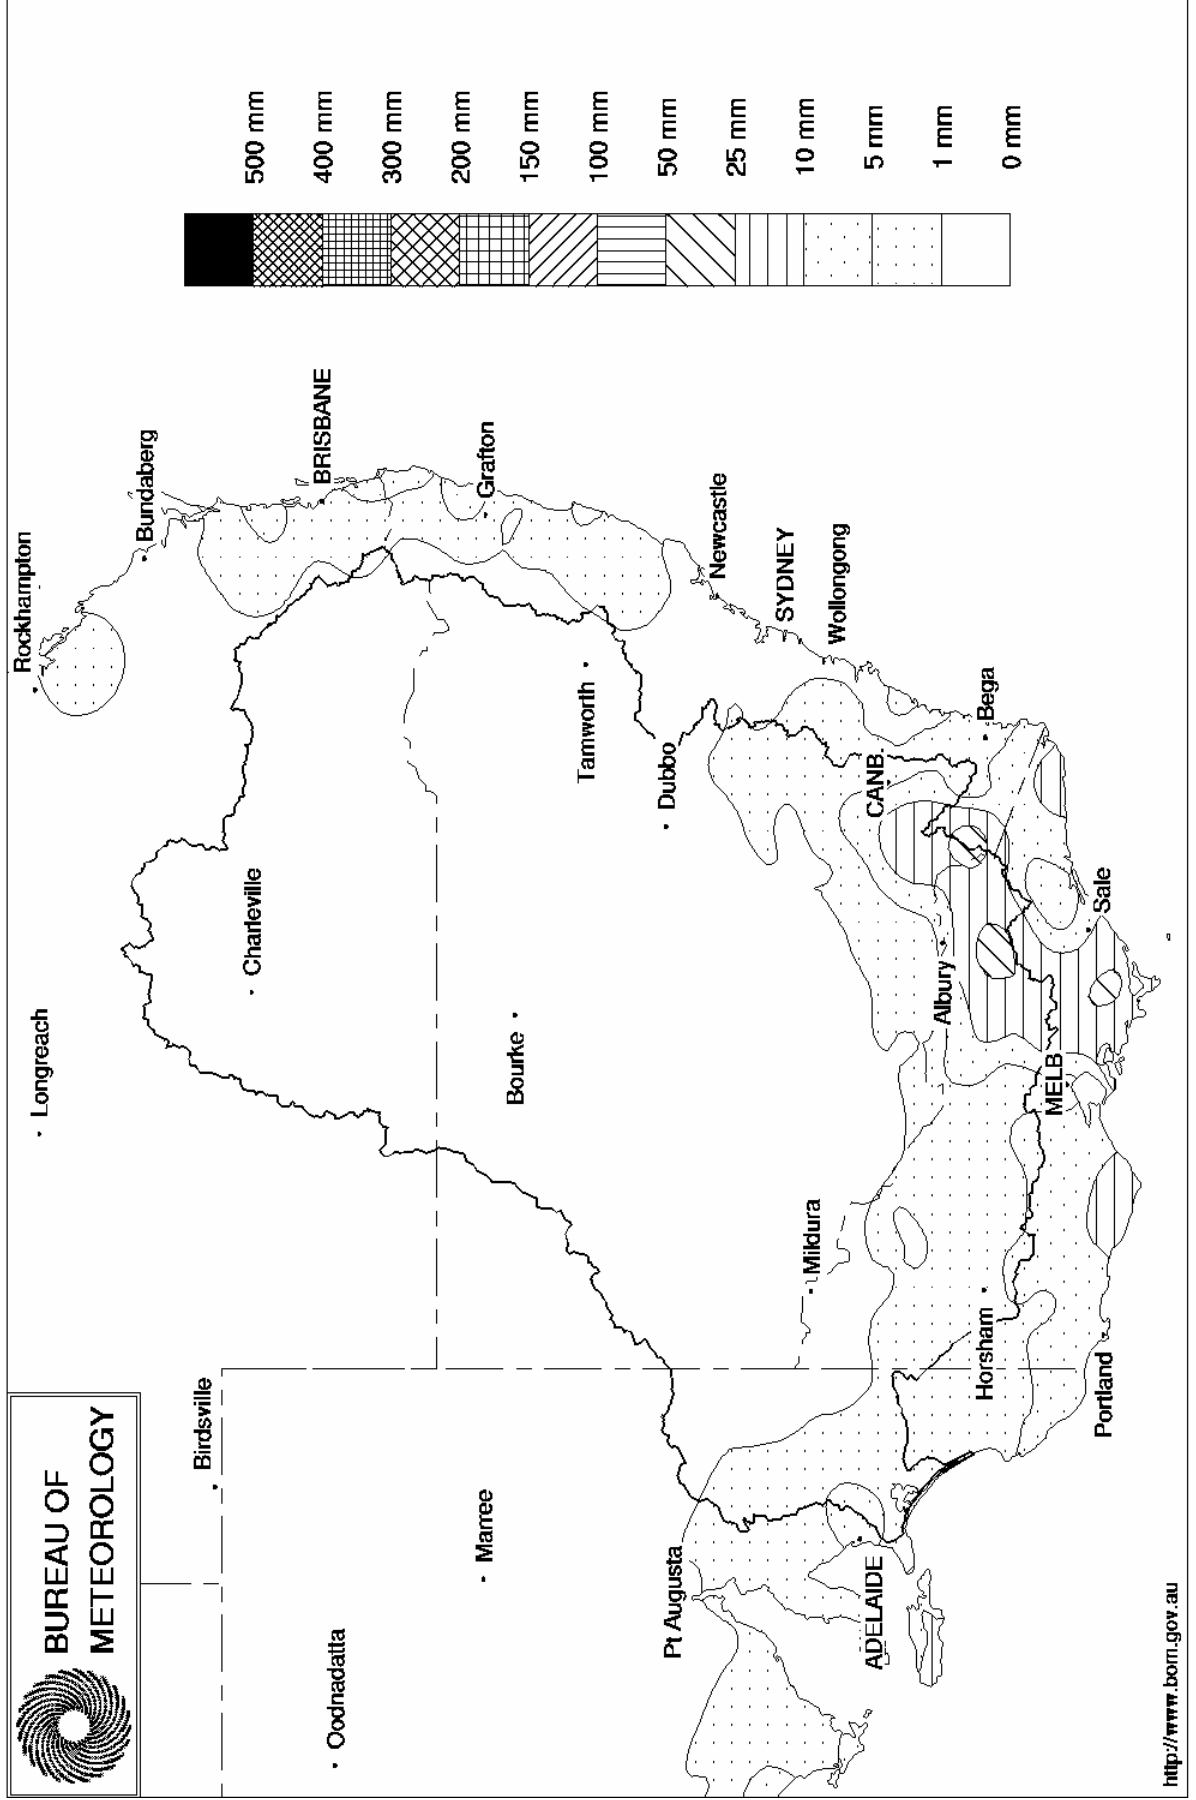 BUREAU OF
METEOROLOGY
Longreach
Rockhampton
Bundaberg
Birdsville
Charleville
BRISBANE
Oodnadatta
Marree
Bourke
Grafton
Tamworth
Pt Augusta
Dubbo
Newcastle
Mildura
SYDNEY
Wollongong
ADELAIDE
CANB.
Albury
Horsham
Bega
MELB
Portland
Sale
500 mm
400 mm
300 mm
200 mm
150 mm
100 mm
50 mm
25 mm
10 mm
5 mm
1 mm
0 mm
http://www.bom.gov.au